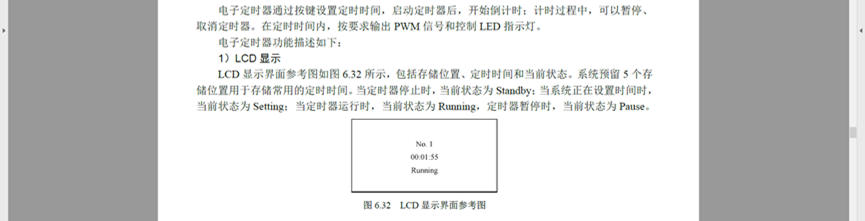 电子定时器通过按键设置定时时间，启动定时器后，开始倒计时；计时过程中，可以暂停、
取消定时器。在定时时间内，按要求输出 PWM 信号和控制 LED 指示灯。
电子定时器功能描述如下：
1）LCD 显示
LCD 显示界面参考图如图 6.32 所示，包括存储位置、定时时间和当前状态。系统预留 5 个存
储位置用于存储常用的定时时间。当定时器停止时，当前状态为 Standby；当系统正在设置时间时，
当前状态为 Setting；当定时器运行时，当前状态为 Running，定时器暂停时，当前状态为 Pause。
No. 1
00:01:55
Running
图 6.32 LCD 显示界面参考图